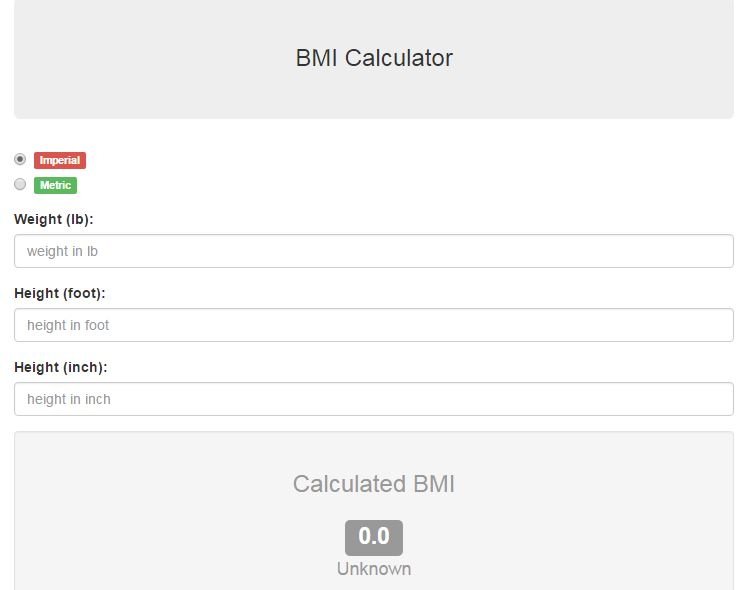 BMI Calculator
Imperial
Metric
Weight (lb):
weight in lb
Height (foot):
height in foot
Height (inch):
height in inch
Calculated BMI
0.0
Unknown